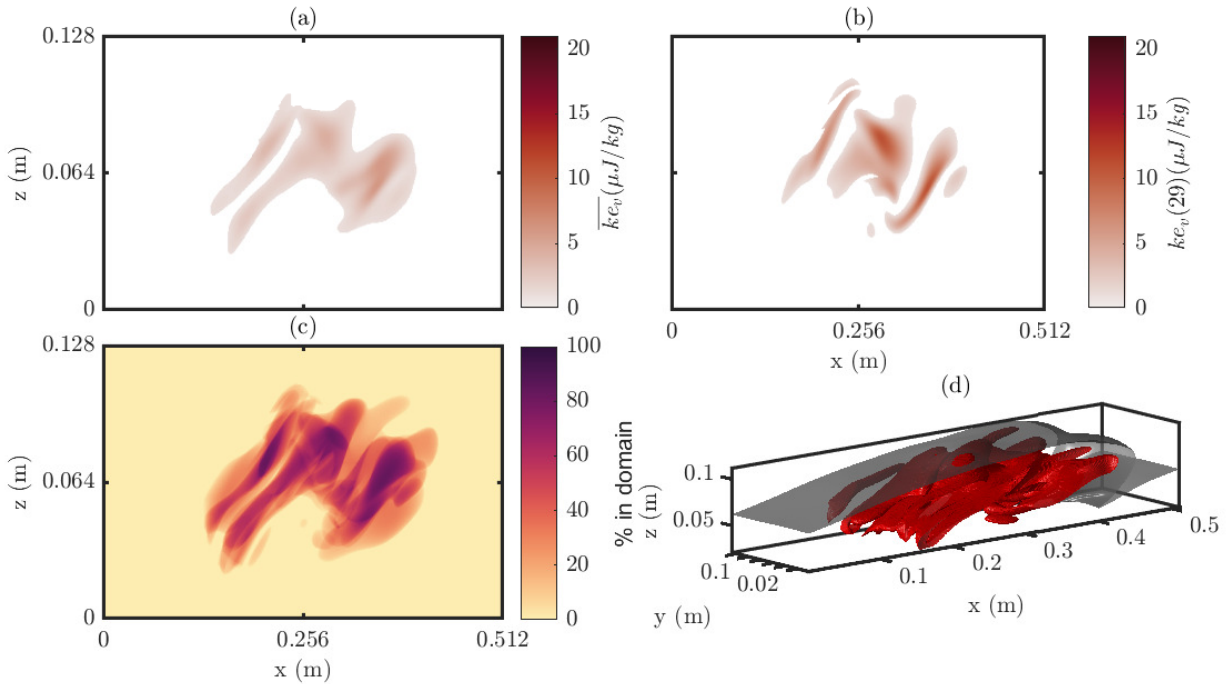 (a)
0.128
0.064
0
z (m)
20
15
10
5
0
$\overline{ke_v}(\mu J/kg)$
(b)
0
0.256
0.512
x (m)
20
15
10
5
0
$ke_v(29)(\mu J/kg)$
(c)
0.128
0.064
0
z (m)
0
0.256
0.512
x (m)
100
80
60
40
20
0
% in domain
(d)
0.1
0.05
z (m)
0.1
0.02
y (m)
0.1
0.2
0.3
0.4
0.5
x (m)